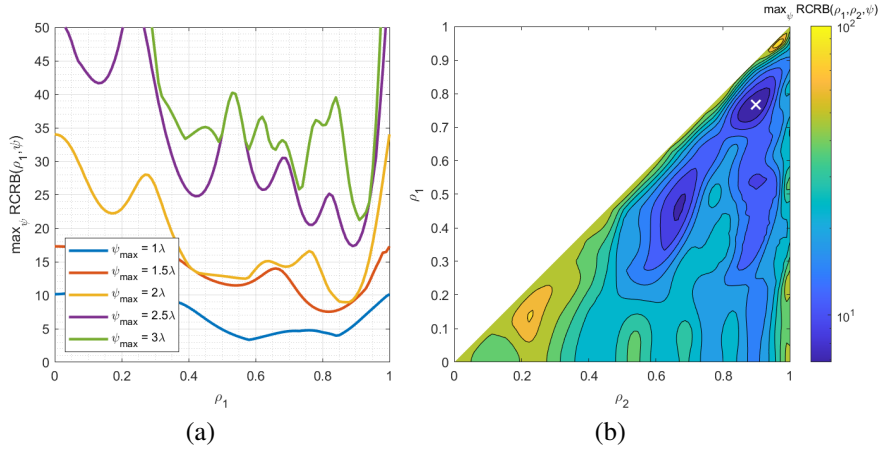 max_ψ RCRB(ρ_1,ψ)
50
45
40
35
30
25
20
15
10
5
0
ψ_max = 1λ
ψ_max = 1.5λ
ψ_max = 2λ
ψ_max = 2.5λ
ψ_max = 3λ
0 0.2 0.4 0.6 0.8 1
ρ_1
(a)
max_ψ RCRB(ρ_1,ρ_2,ψ)
ρ_1
1
0.9
0.8
0.7
0.6
0.5
0.4
0.3
0.2
0.1
0
0 0.2 0.4 0.6 0.8 1
ρ_2
10^2
10^1
(b)